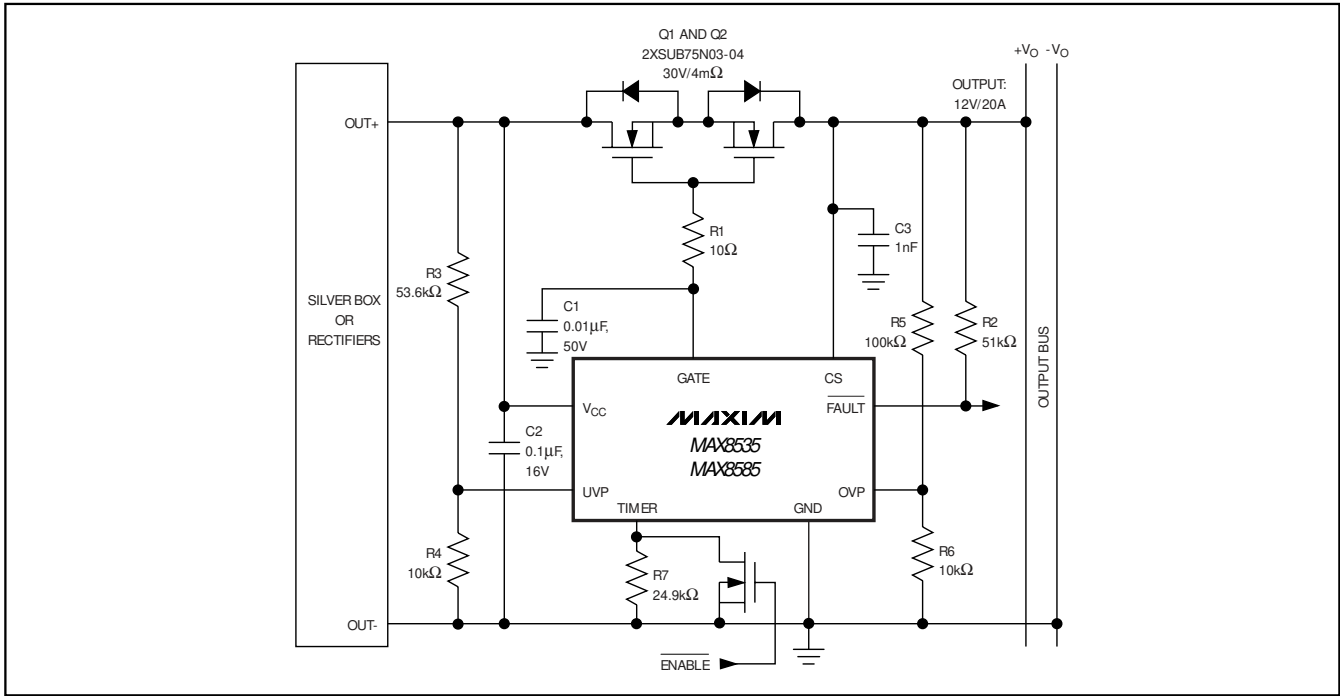 Q1 AND Q2
2XSUB75N03-04
30V/4mΩ
+VO -VO
OUTPUT:
12V/20A
OUT+
R1
10Ω
C3
1nF
R3
53.6kΩ
SILVER BOX
OR
RECTIFIERS
C1
0.01µF,
50V
R5
100kΩ
R2
51kΩ
OUTPUT BUS
GATE
CS
VCC
FAULT
MAXIM
MAX8535
MAX8585
C2
0.1µF,
16V
UVP
OVP
TIMER
GND
R4
10kΩ
R7
24.9kΩ
R6
10kΩ
OUT-
ENABLE